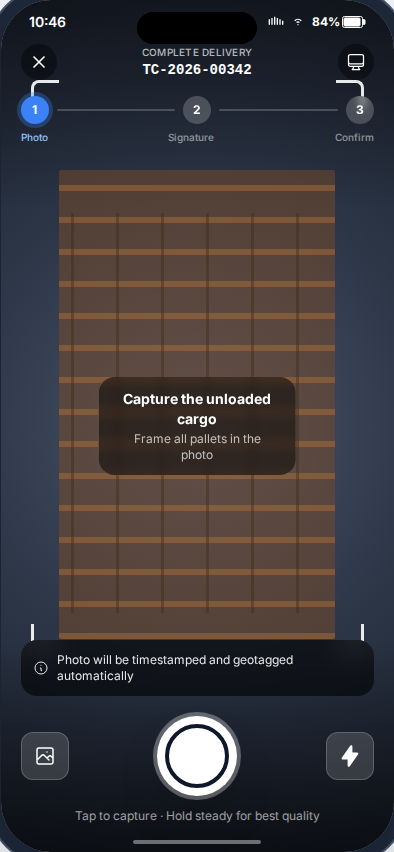 10:46
84%
COMPLETE DELIVERY
TC-2026-00342
1
2
3
Photo
Signature
Confirm
Capture the unloaded
cargo
Frame all pallets in the
photo
Photo will be timestamped and geotagged
automatically
Tap to capture · Hold steady for best quality